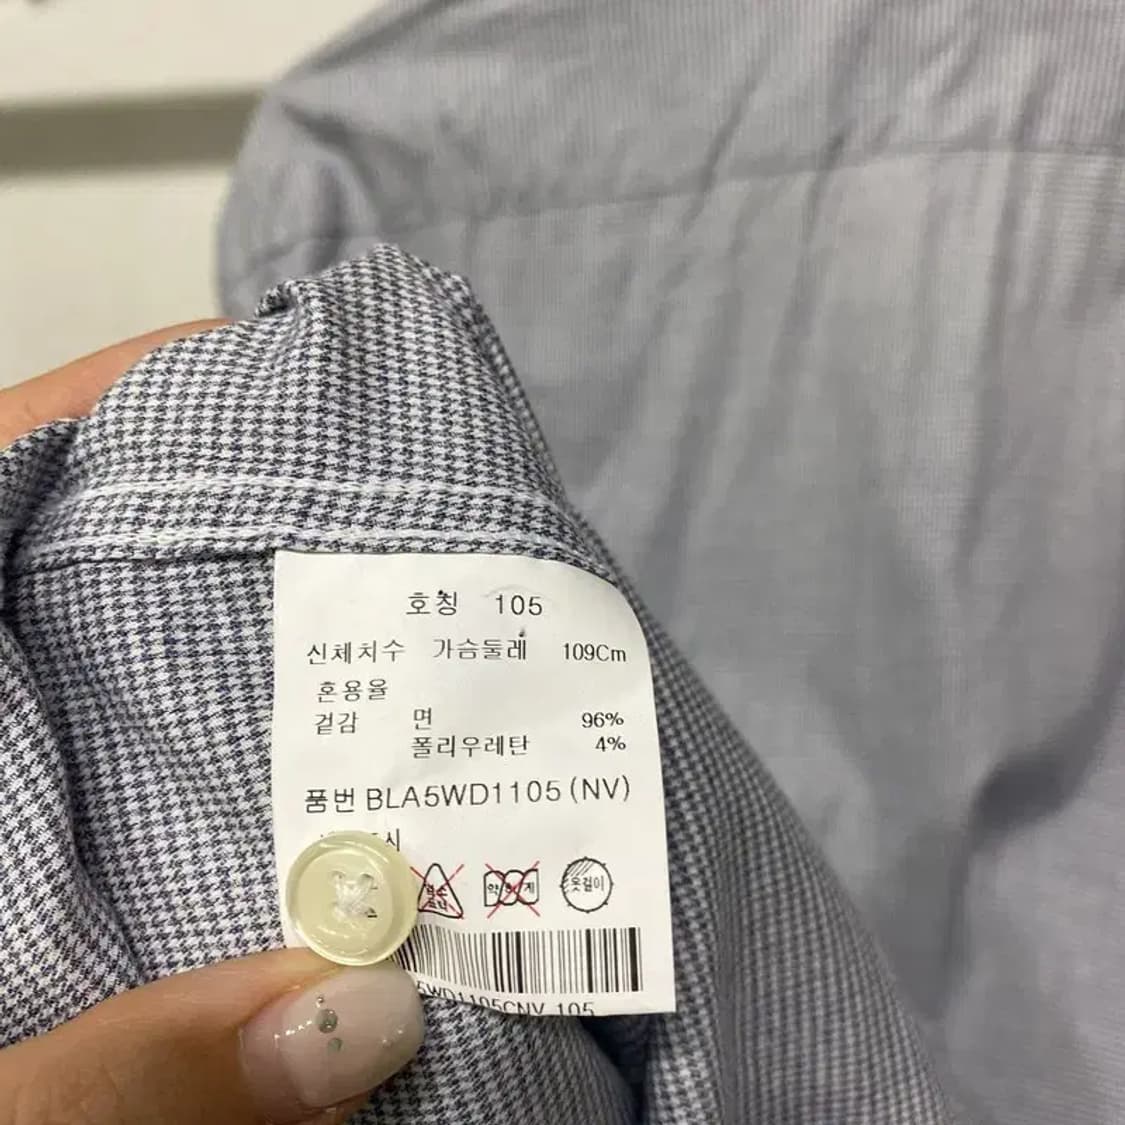 호칭 105
신체치수 가슴둘레 109Cm
혼용율
겉감 면 96%
폴리우레탄 4%
품번 BLA5WD1105(NV)
시
옷걸이
5WD1105CNV 105